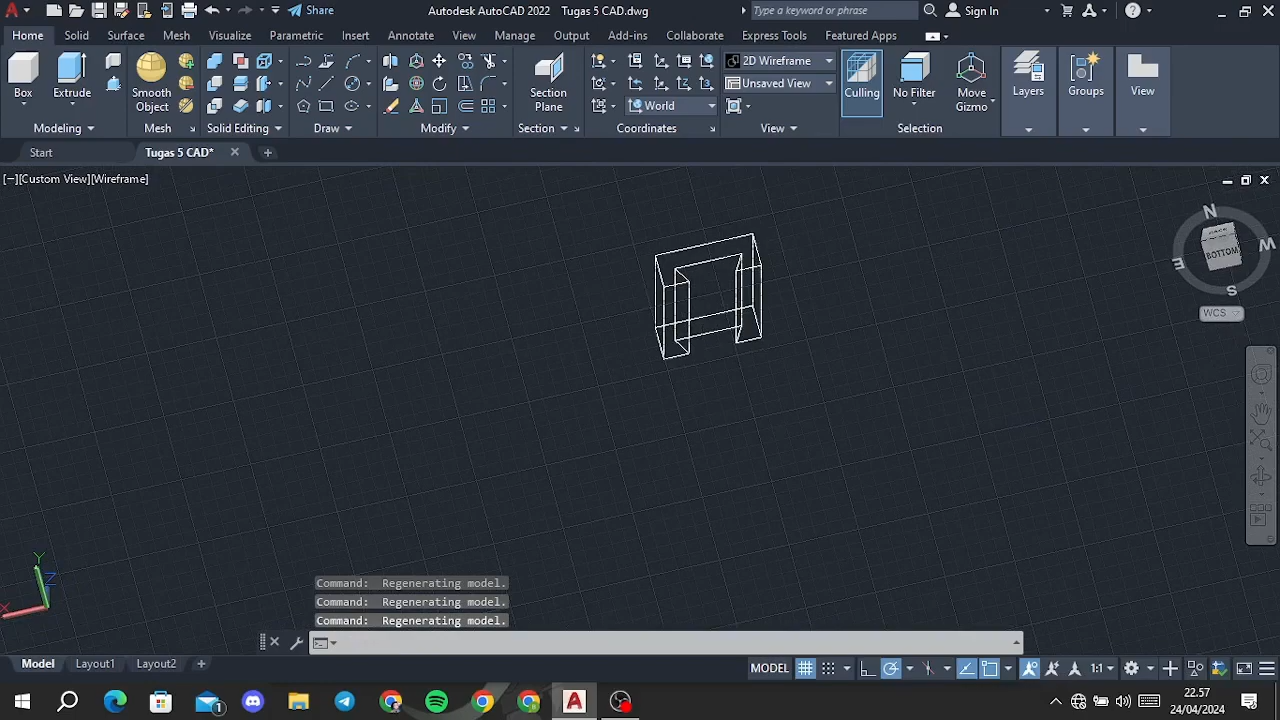 Share
Autodesk AutoCAD 2022 Tugas 5 CAD.dwg
Type a keyword or phrase
Sign In
Home Solid Surface Mesh Visualize Parametric Insert Annotate View Manage Output Add-ins Collaborate Express Tools Featured Apps
Box
Extrude
Smooth Object
Section Plane
2D Wireframe
Unsaved View
World
Culling
No Filter
Move Gizmo
Layers
Groups
View
Modeling
Mesh
Solid Editing
Draw
Modify
Section
Coordinates
View
Selection
Start
Tugas 5 CAD*
[−][Custom View][Wireframe]
N
W
BOTTOM
E
S
WCS
Y
Z
X
Command: Regenerating model.
Command: Regenerating model.
Command: Regenerating model.
Model Layout1 Layout2
MODEL
1:1
1
22.57
24/04/2024